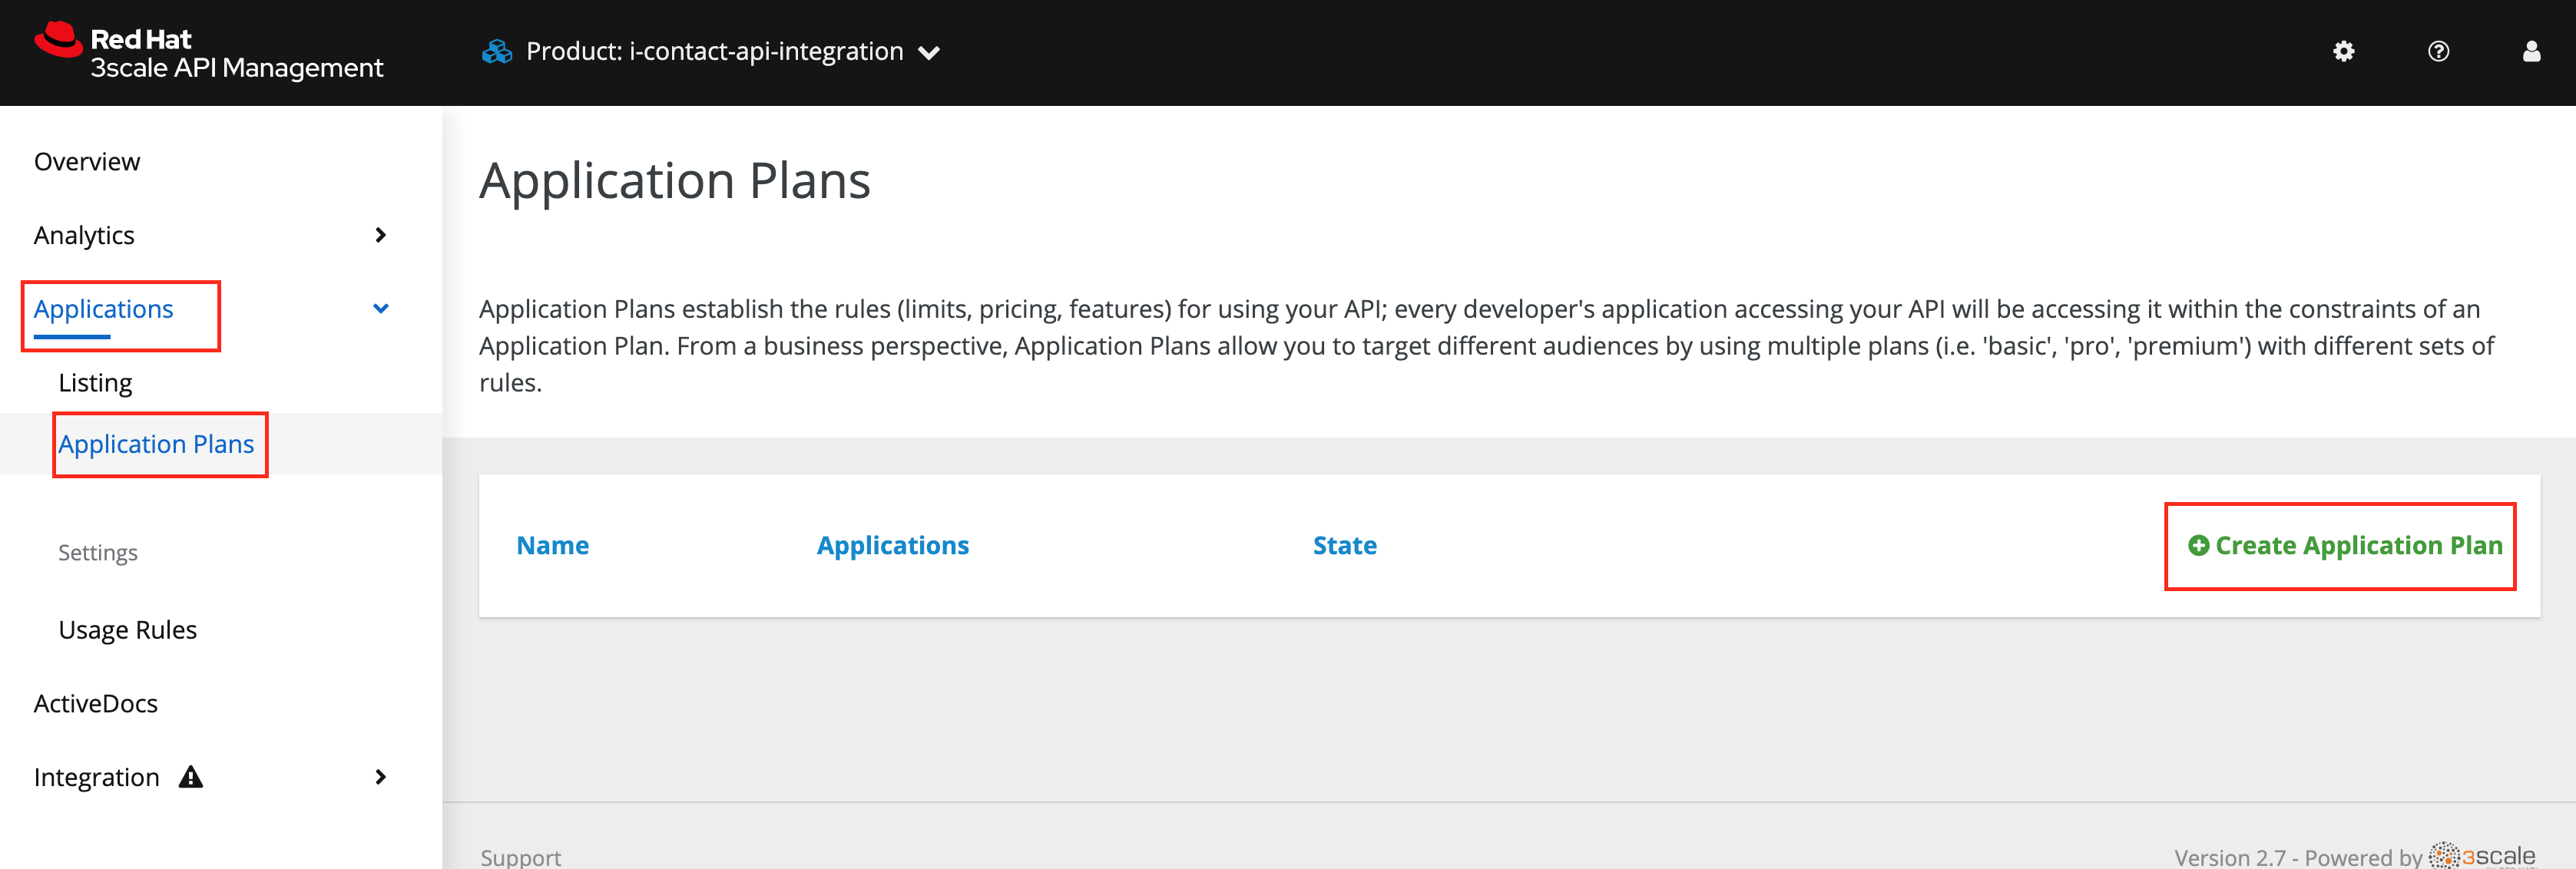 Red Hat
3scale API Management
Product: i-contact-api-integration
Overview
Analytics
Applications
Listing
Application Plans
Settings
Usage Rules
ActiveDocs
Integration
Application Plans
Application Plans establish the rules (limits, pricing, features) for using your API; every developer's application accessing your API will be accessing it within the constraints of an
Application Plan. From a business perspective, Application Plans allow you to target different audiences by using multiple plans (i.e. 'basic', 'pro', 'premium') with different sets of
rules.
Name Applications State Create Application Plan
Support
Version 2.7 - Powered by 3scale